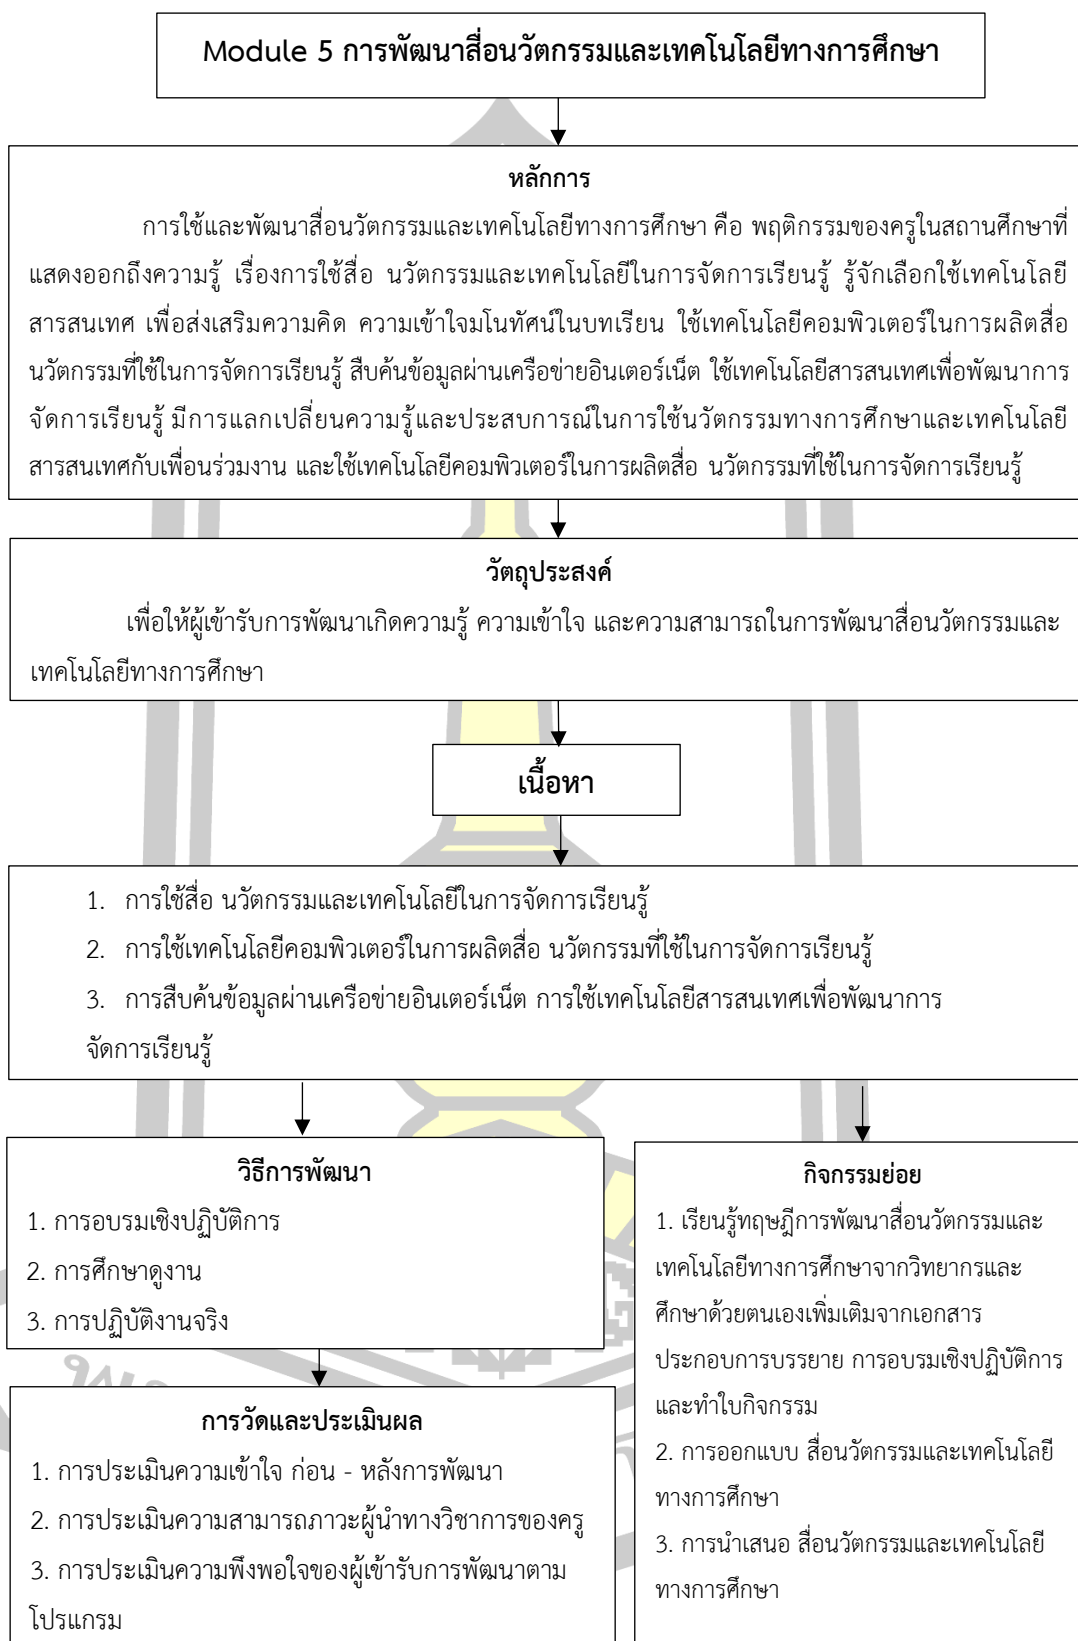 Module 5 การพัฒนาสื่อนวัตกรรมและเทคโนโลยีทางการศึกษา
หลักการ
การใช้และพัฒนาสื่อนวัตกรรมและเทคโนโลยีทางการศึกษา คือ พฤติกรรมของครูในสถานศึกษาที่
แสดงออกถึงความรู้ เรื่องการใช้สื่อ นวัตกรรมและเทคโนโลยีในการจัดการเรียนรู้ รู้จักเลือกใช้เทคโนโลยี
สารสนเทศ เพื่อส่งเสริมความคิด ความเข้าใจมโนทัศน์ในบทเรียน ใช้เทคโนโลยีคอมพิวเตอร์ในการผลิตสื่อ
นวัตกรรมที่ใช้ในการจัดการเรียนรู้ สืบค้นข้อมูลผ่านเครือข่ายอินเตอร์เน็ต ใช้เทคโนโลยีสารสนเทศเพื่อพัฒนาการ
จัดการเรียนรู้ มีการแลกเปลี่ยนความรู้และประสบการณ์ในการใช้นวัตกรรมทางการศึกษาและเทคโนโลยี
สารสนเทศกับเพื่อนร่วมงาน และใช้เทคโนโลยีคอมพิวเตอร์ในการผลิตสื่อ นวัตกรรมที่ใช้ในการจัดการเรียนรู้
วัตถุประสงค์
เพื่อให้ผู้เข้ารับการพัฒนาเกิดความรู้ ความเข้าใจ และความสามารถในการพัฒนาสื่อนวัตกรรมและ
เทคโนโลยีทางการศึกษา
เนื้อหา
1. การใช้สื่อ นวัตกรรมและเทคโนโลยีในการจัดการเรียนรู้
2. การใช้เทคโนโลยีคอมพิวเตอร์ในการผลิตสื่อ นวัตกรรมที่ใช้ในการจัดการเรียนรู้
3. การสืบค้นข้อมูลผ่านเครือข่ายอินเตอร์เน็ต การใช้เทคโนโลยีสารสนเทศเพื่อพัฒนาการ
จัดการเรียนรู้
วิธีการพัฒนา
1. การอบรมเชิงปฏิบัติการ
2. การศึกษาดูงาน
3. การปฏิบัติงานจริง
การวัดและประเมินผล
1. การประเมินความเข้าใจ ก่อน - หลังการพัฒนา
2. การประเมินความสามารถภาวะผู้นำทางวิชาการของครู
3. การประเมินความพึงพอใจของผู้เข้ารับการพัฒนาตาม
โปรแกรม
กิจกรรมย่อย
1. เรียนรู้ทฤษฎีการพัฒนาสื่อนวัตกรรมและ
เทคโนโลยีทางการศึกษาจากวิทยากรและ
ศึกษาด้วยตนเองเพิ่มเติมจากเอกสาร
ประกอบการบรรยาย การอบรมเชิงปฏิบัติการ
และทำใบกิจกรรม
2. การออกแบบ สื่อนวัตกรรมและเทคโนโลยี
ทางการศึกษา
3. การนำเสนอ สื่อนวัตกรรมและเทคโนโลยี
ทางการศึกษา